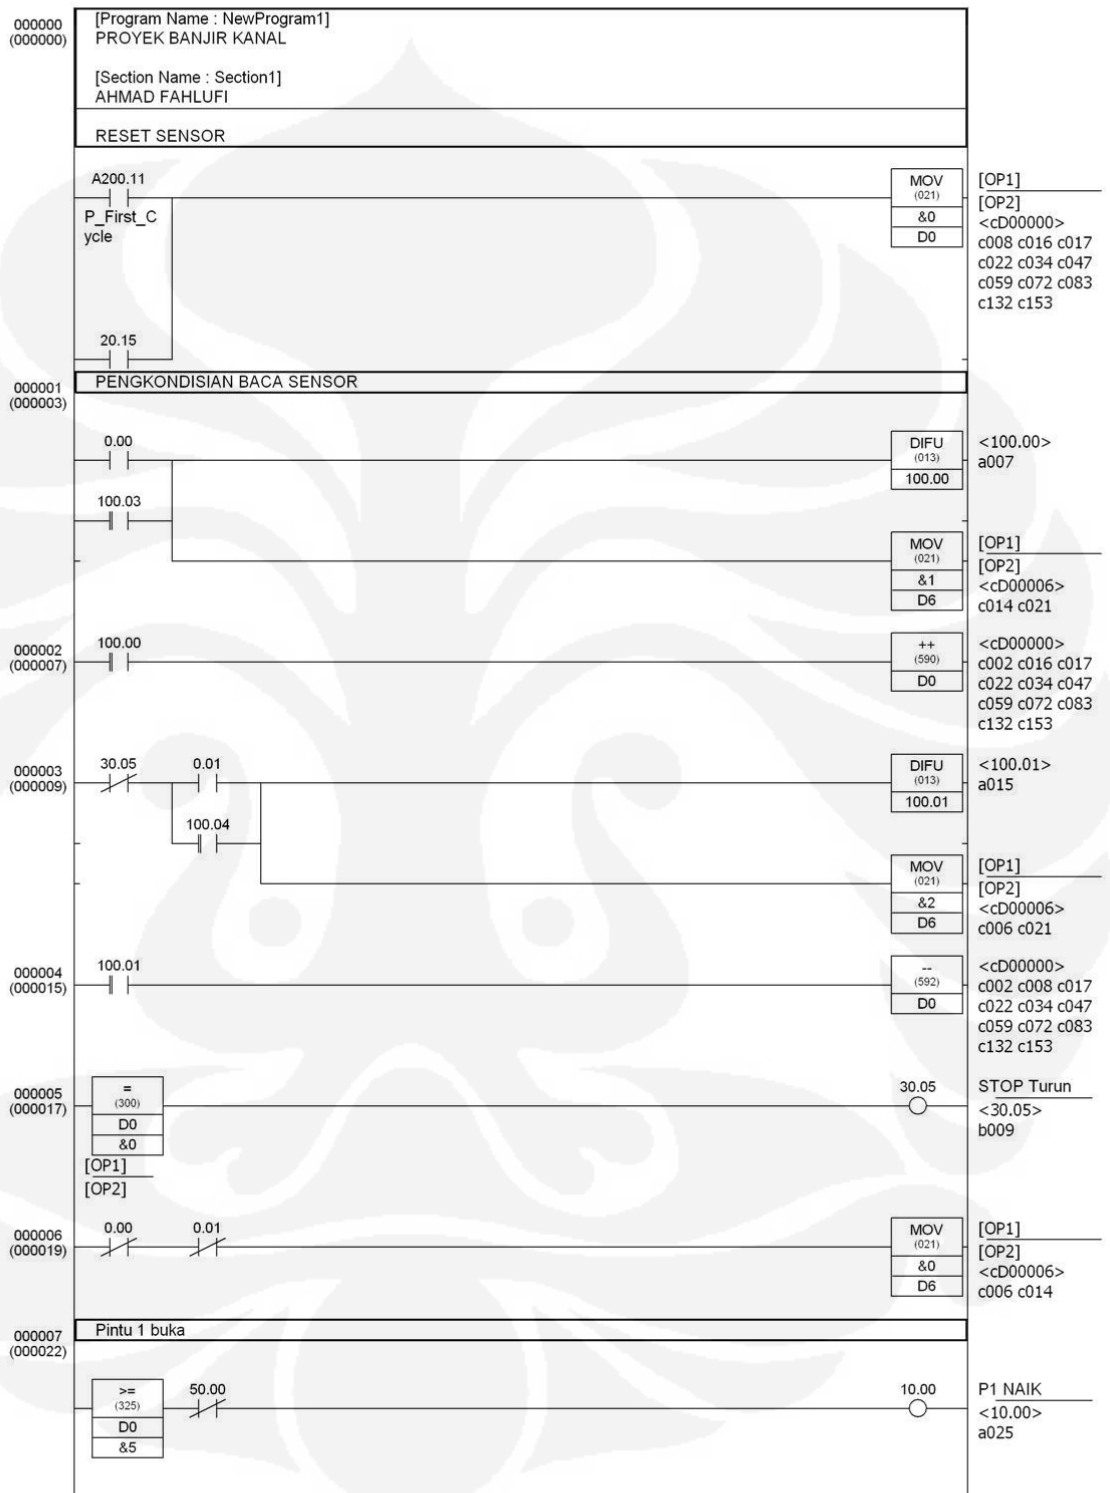 000000
(000000)
[Program Name : NewProgram1]
PROYEK BANJIR KANAL
[Section Name : Section1]
AHMAD FAHLUFI
RESET SENSOR
A200.11
P_First_C
ycle
MOV
(021)
&0
D0
[OP1]
[OP2]
<cD00000>
c008 c016 c017
c022 c034 c047
c059 c072 c083
c132 c153
20.15
000001
(000003)
PENGKONDISIAN BACA SENSOR
0.00
DIFU
(013)
100.00
<100.00>
a007
100.03
MOV
(021)
&1
D6
[OP1]
[OP2]
<cD00006>
c014 c021
000002
(000007)
100.00
++
(590)
D0
<cD00000>
c002 c016 c017
c022 c034 c047
c059 c072 c083
c132 c153
000003
(000009)
30.05
0.01
DIFU
(013)
100.01
<100.01>
a015
100.04
MOV
(021)
&2
D6
[OP1]
[OP2]
<cD00006>
c006 c021
000004
(000015)
100.01
--
(592)
D0
<cD00000>
c002 c008 c017
c022 c034 c047
c059 c072 c083
c132 c153
000005
(000017)
=
(300)
D0
&0
[OP1]
[OP2]
30.05
STOP Turun
<30.05>
b009
000006
(000019)
0.00
0.01
MOV
(021)
&0
D6
[OP1]
[OP2]
<cD00006>
c006 c014
000007
(000022)
Pintu 1 buka
>=
(325)
D0
&5
50.00
10.00
P1 NAIK
<10.00>
a025